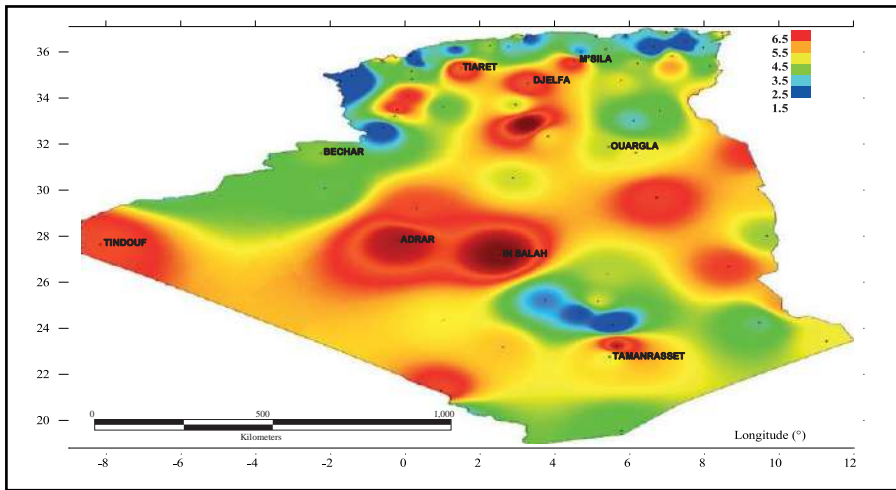 36
34
32
30
28
26
24
22
20
TIARET
M'SILA
DJELFA
BECHAR
OUARGLA
TINDOUF
ADRAR
IN SALAH
TAMANRASSET
6.5
5.5
4.5
3.5
2.5
1.5
0 500 1,000
Kilometers
Longitude (°)
-8 -6 -4 -2 0 2 4 6 8 10 12